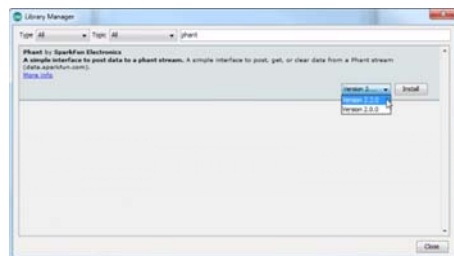 Library Manager
Type All Topic All phant
Phant by SparkFun Electronics
A simple interface to post data to a phant stream. A simple interface to post, get, or clear data from a Phant stream
(data.sparkfun.com).
More info
Version 2.... Install
Version 2.2.0
Version 2.0.0
Close